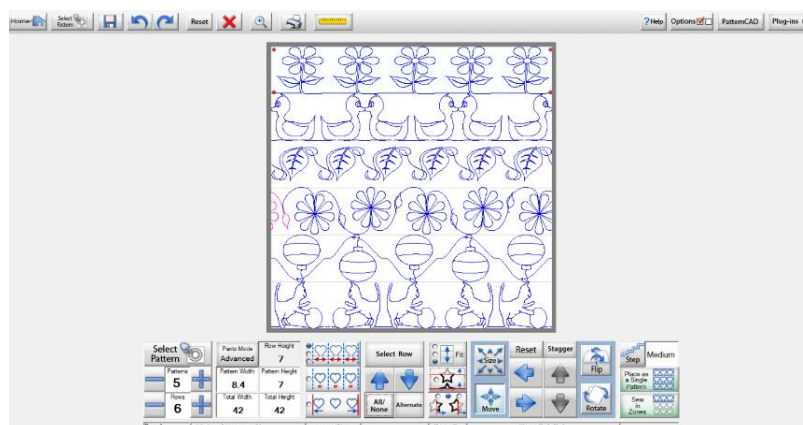 Home
Select
Pattern
Reset
?Help
Options
PatternCAD
Plug-ins
Select
Pattern
Patterns
5
Rows
6
Panto Mode
Advanced
Row Height
7
Pattern Width
8.4
Pattern Height
7
Total Width
42
Total Height
42
Select Row
All/
None
Alternate
Fit
Size
Move
Reset
Stagger
Flip
Rotate
Step
Medium
Place as
a Single
Pattern
Sew
in
Zones